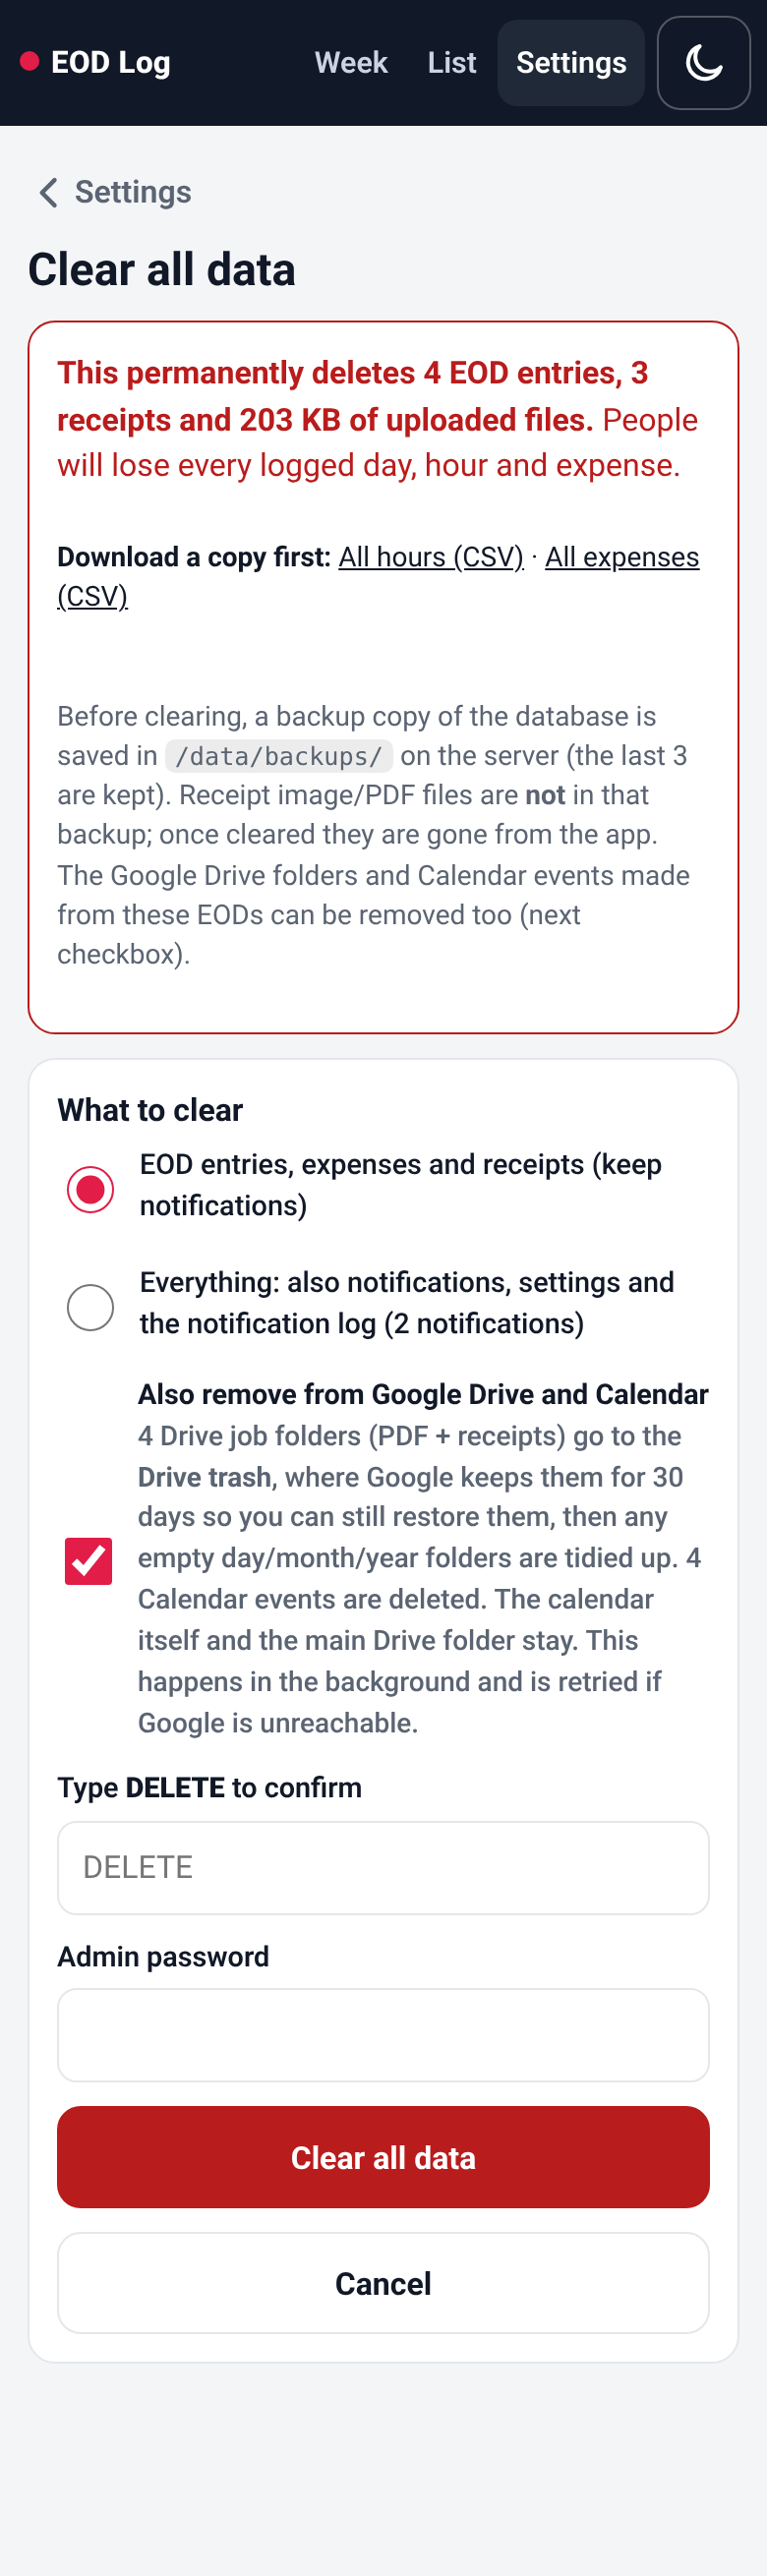 EOD Log
Week
List
Settings
Settings
Clear all data
This permanently deletes 4 EOD entries, 3
receipts and 203 KB of uploaded files. People
will lose every logged day, hour and expense.
Download a copy first: All hours (CSV) · All expenses
(CSV)
Before clearing, a backup copy of the database is
saved in /data/backups/ on the server (the last 3
are kept). Receipt image/PDF files are not in that
backup; once cleared they are gone from the app.
The Google Drive folders and Calendar events made
from these EODs can be removed too (next
checkbox).
What to clear
EOD entries, expenses and receipts (keep
notifications)
Everything: also notifications, settings and
the notification log (2 notifications)
Also remove from Google Drive and Calendar
4 Drive job folders (PDF + receipts) go to the
Drive trash, where Google keeps them for 30
days so you can still restore them, then any
empty day/month/year folders are tidied up. 4
Calendar events are deleted. The calendar
itself and the main Drive folder stay. This
happens in the background and is retried if
Google is unreachable.
Type DELETE to confirm
DELETE
Admin password
Clear all data
Cancel